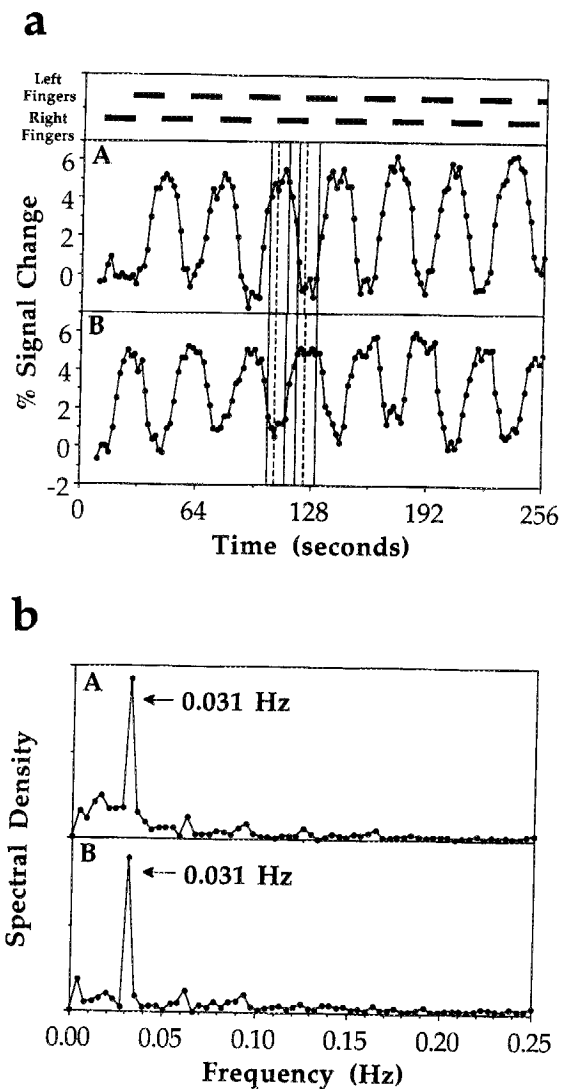 a
Left
Fingers
Right
Fingers
A
6
4
2
0
B
6
4
2
0
-2
% Signal Change
0 64 128 192 256
Time (seconds)
b
A
0.031 Hz
B
0.031 Hz
Spectral Density
0.00 0.05 0.10 0.15 0.20 0.25
Frequency (Hz)